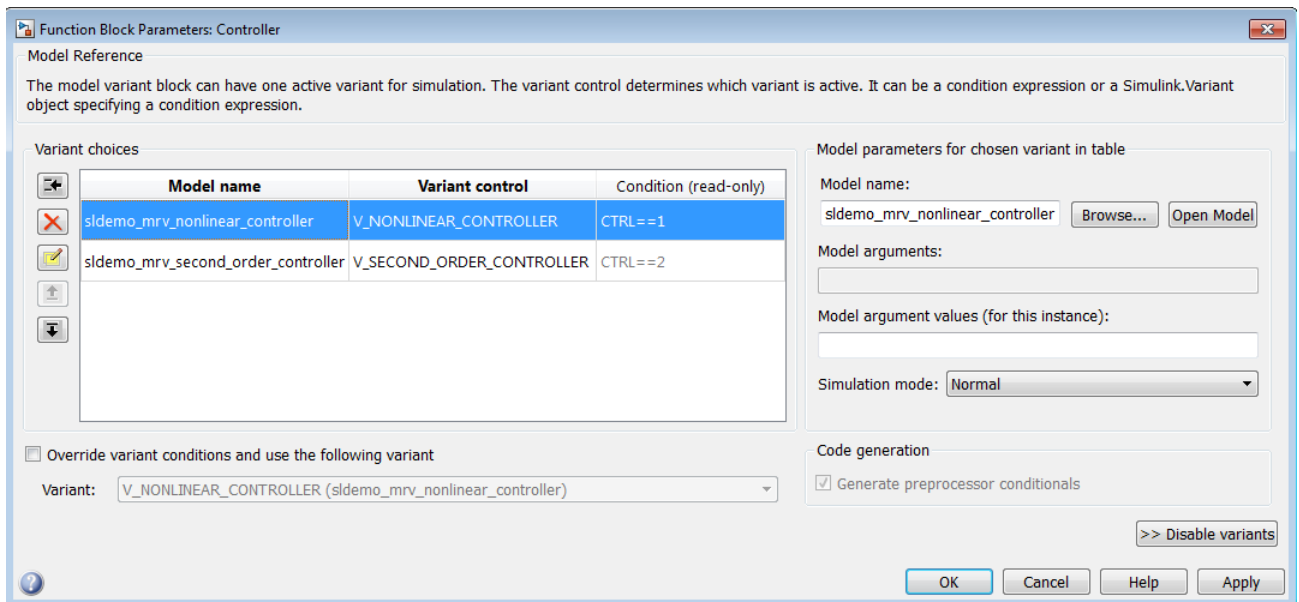 Function Block Parameters: Controller
Model Reference
The model variant block can have one active variant for simulation. The variant control determines which variant is active. It can be a condition expression or a Simulink.Variant
object specifying a condition expression.
Variant choices
Model name Variant control Condition (read-only)
sldemo_mrv_nonlinear_controller V_NONLINEAR_CONTROLLER CTRL==1
sldemo_mrv_second_order_controller V_SECOND_ORDER_CONTROLLER CTRL==2
Override variant conditions and use the following variant
Variant: V_NONLINEAR_CONTROLLER (sldemo_mrv_nonlinear_controller)
Model parameters for chosen variant in table
Model name:
sldemo_mrv_nonlinear_controller Browse... Open Model
Model arguments:
Model argument values (for this instance):
Simulation mode: Normal
Code generation
Generate preprocessor conditionals
>> Disable variants
OK Cancel Help Apply